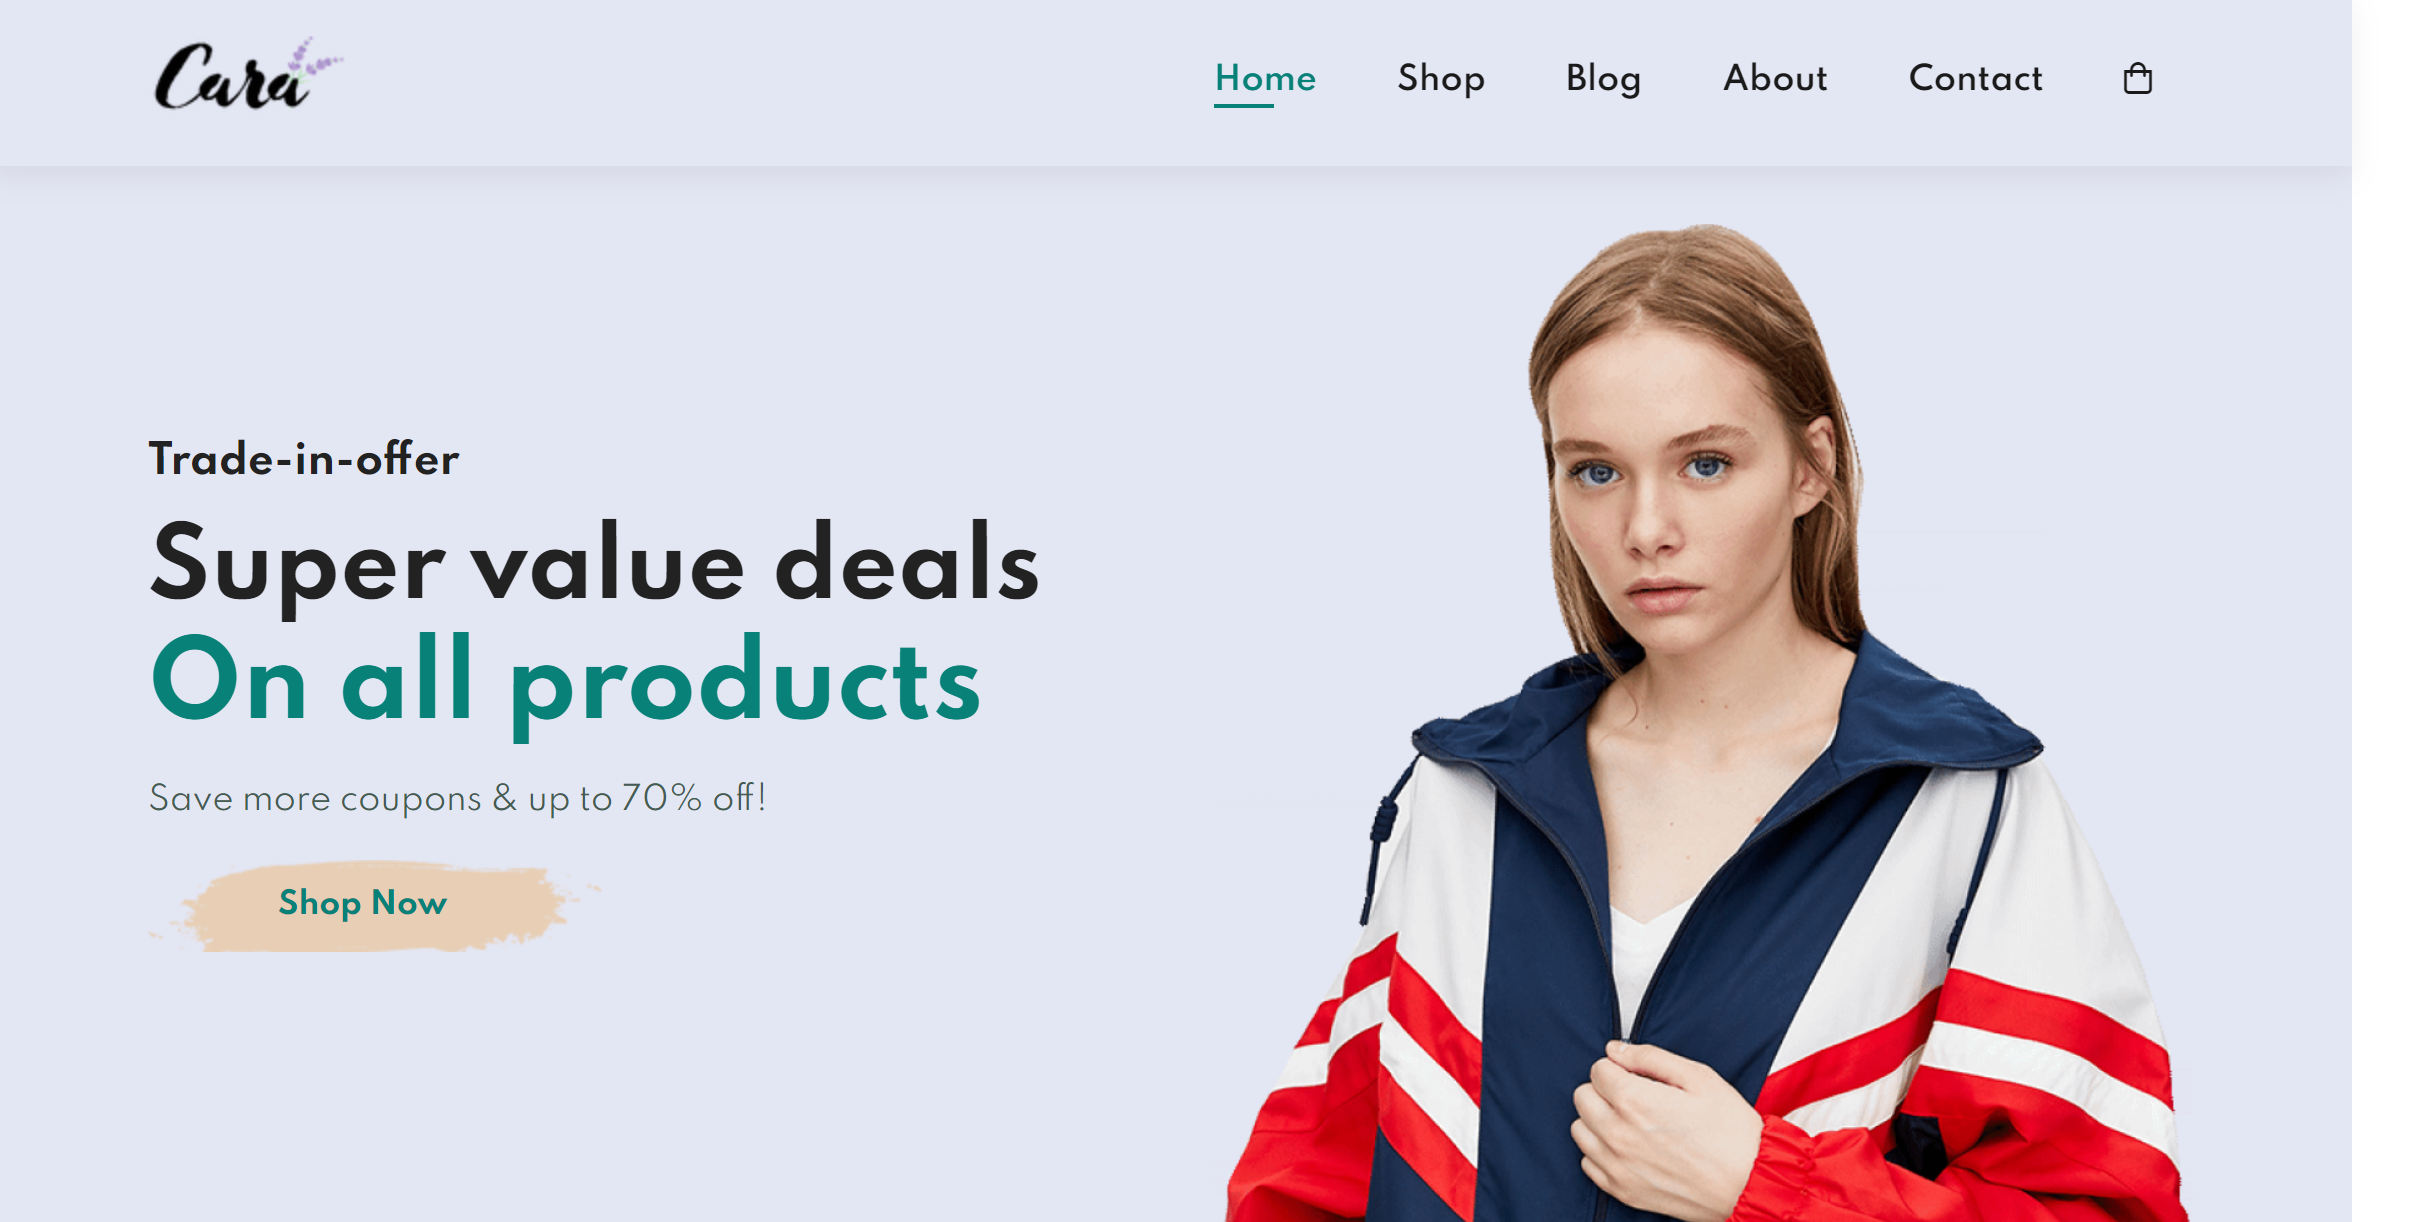 Cara
Home Shop Blog About Contact
Trade-in-offer
Super value deals
On all products
Save more coupons & up to 70% off!
Shop Now